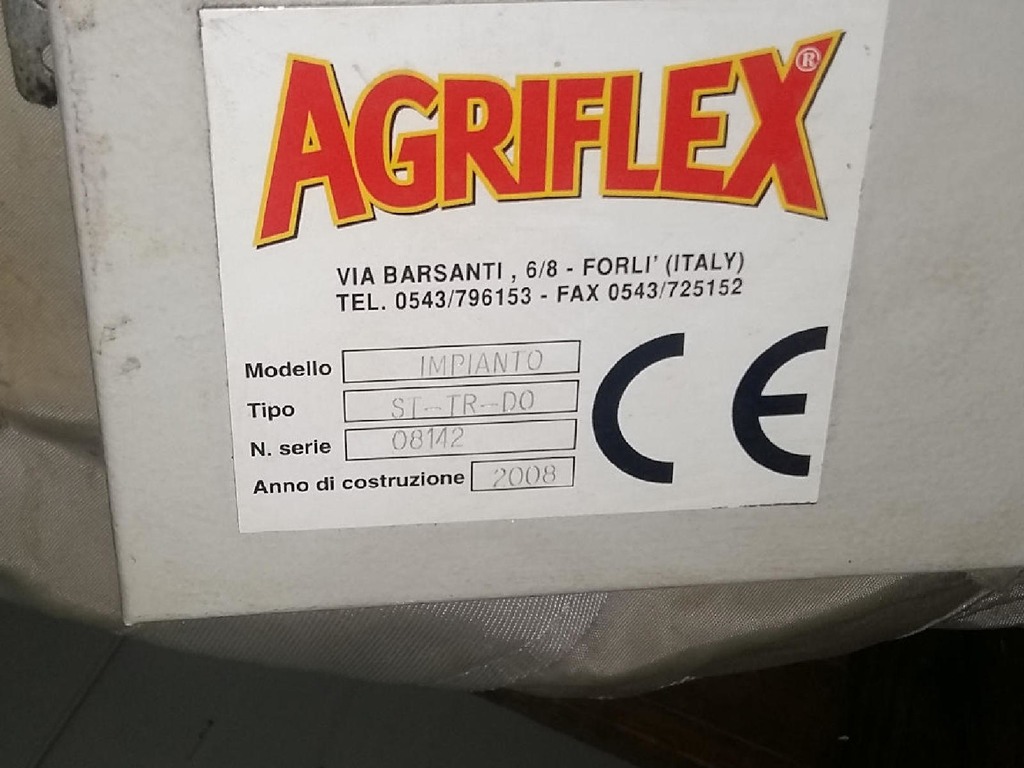 AGRIFLEX®
VIA BARSANTI , 6/8 - FORLI' (ITALY)
TEL. 0543/796153 - FAX 0543/725152
Modello IMPIANTO
Tipo ST-TR-DO
N. serie 08142
Anno di costruzione 2008
CE